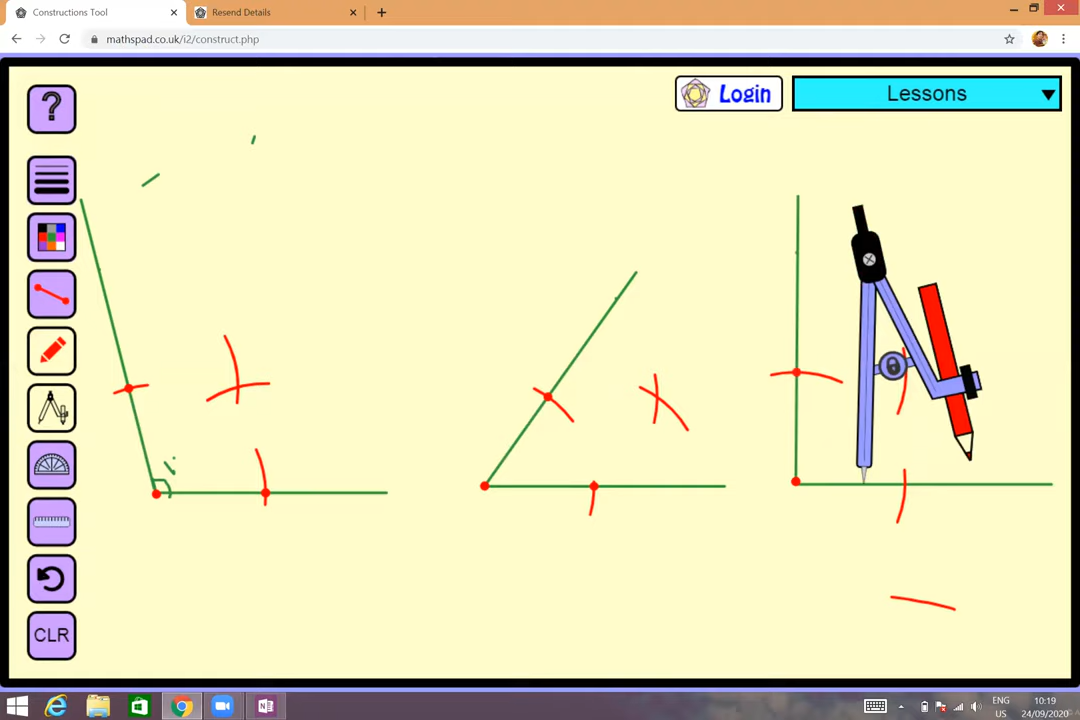 Constructions Tool
Resend Details
mathspad.co.uk/i2/construct.php
?
Login
Lessons
i
CLR
ENG
US
10:19
24/09/2020